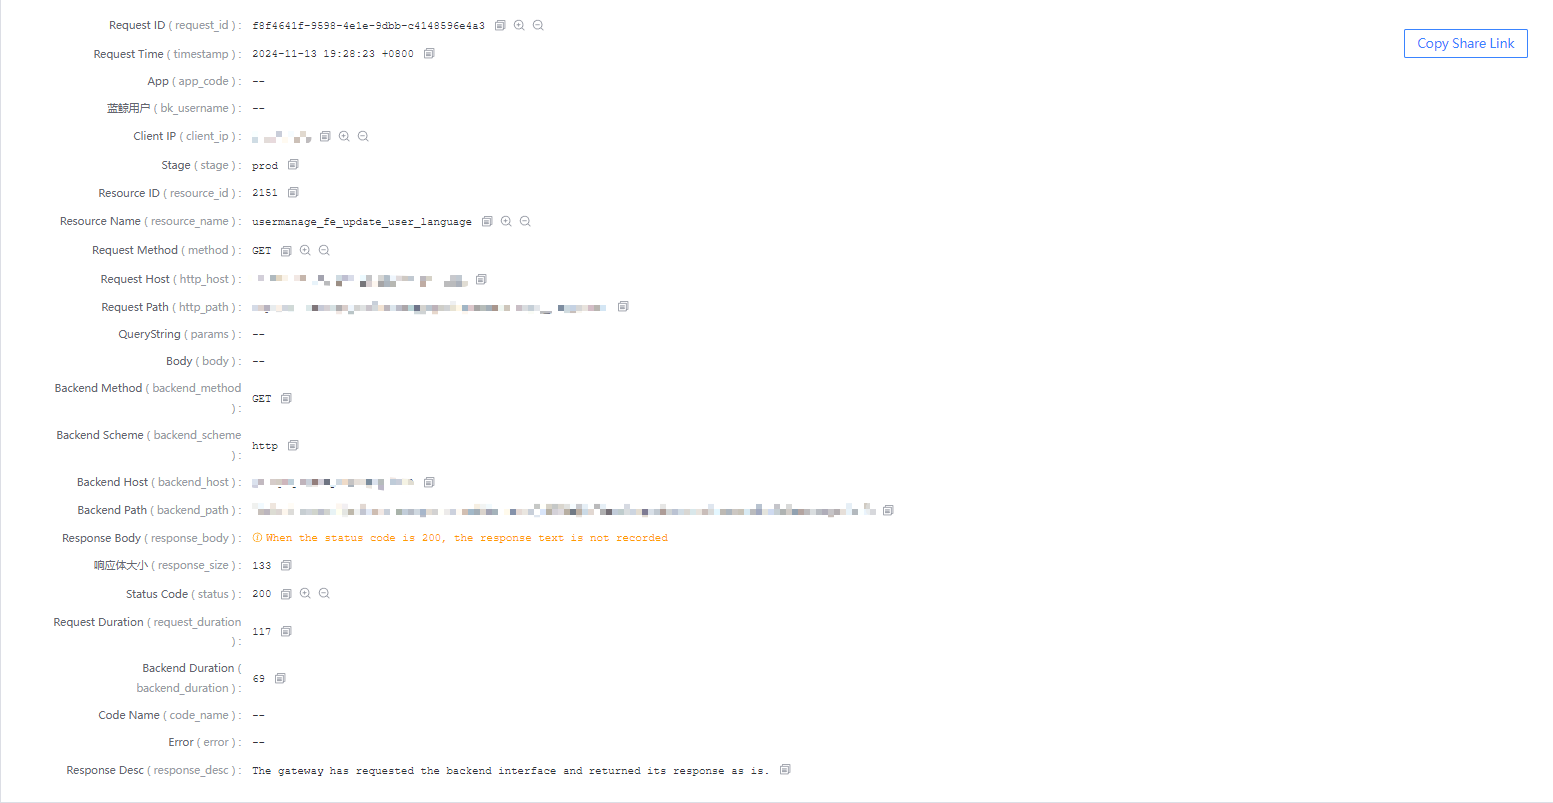 Request ID ( request_id ) : f8f4641f-9598-4e1e-9dbb-c4148596e4a3
Copy Share Link
Request Time ( timestamp ) : 2024-11-13 19:28:23 +0800
App ( app_code ) : --
蓝鲸用户 ( bk_username ) : --
Client IP ( client_ip ) :
Stage ( stage ) : prod
Resource ID ( resource_id ) : 2151
Resource Name ( resource_name ) : usermanage_fe_update_user_language
Request Method ( method ) : GET
Request Host ( http_host ) :
Request Path ( http_path ) :
QueryString ( params ) : --
Body ( body ) : --
Backend Method ( backend_method
) : GET
Backend Scheme ( backend_scheme
) : http
Backend Host ( backend_host ) :
Backend Path ( backend_path ) :
Response Body ( response_body ) : When the status code is 200, the response text is not recorded
响应体大小 ( response_size ) : 133
Status Code ( status ) : 200
Request Duration ( request_duration
) : 117
Backend Duration (
backend_duration ) : 69
Code Name ( code_name ) : --
Error ( error ) : --
Response Desc ( response_desc ) : The gateway has requested the backend interface and returned its response as is.